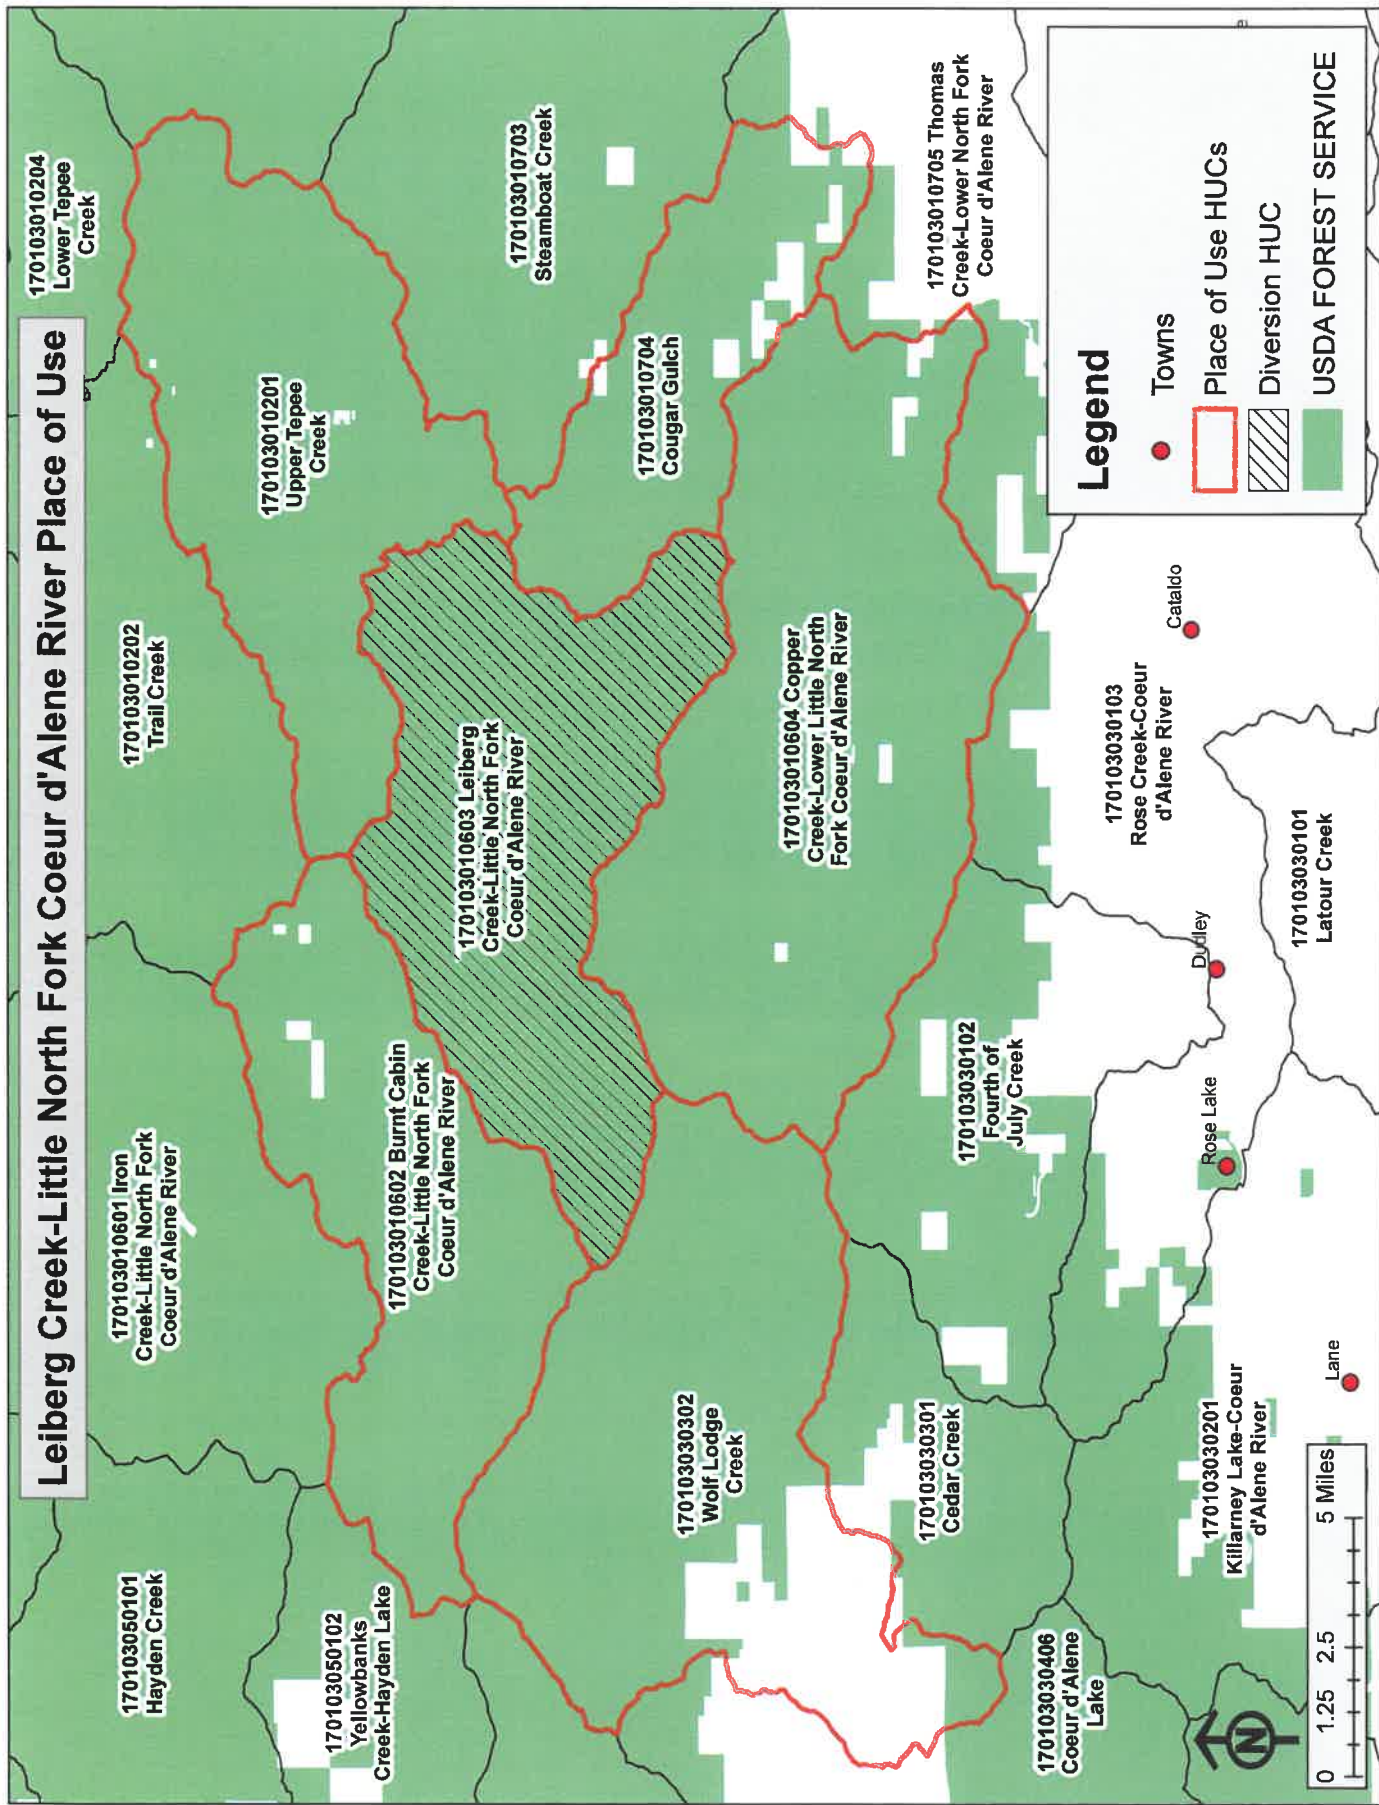 Leiberg Creek-Little North Fork Coeur d'Alene River Place of Use
170103050101
Hayden Creek
170103010601 Iron
Creek-Little North Fork
Coeur d'Alene River
170103010202
Trail Creek
170103010204
Lower Tepee
Creek
170103050102
Yellowbanks
Creek-Hayden Lake
170103010602 Burnt Cabin
Creek-Little North Fork
Coeur d'Alene River
170103010201
Upper Tepee
Creek
170103010603 Leiberg
Creek-Little North Fork
Coeur d'Alene River
170103010703
Steamboat Creek
170103030302
Wolf Lodge
Creek
170103010704
Cougar Gulch
170103010604 Copper
Creek-Lower Little North
Fork Coeur d'Alene River
170103010705 Thomas
Creek-Lower North Fork
Coeur d'Alene River
170103030301
Cedar Creek
170103030102
Fourth of
July Creek
170103030406
Coeur d'Alene
Lake
170103030103
Rose Creek-Coeur
d'Alene River
Cataldo
Dudley
Rose Lake
170103030201
Killarney Lake-Coeur
d'Alene River
170103030101
Latour Creek
Lane
N
0 1.25 2.5 5 Miles
Legend
Towns
Place of Use HUCs
Diversion HUC
USDA FOREST SERVICE